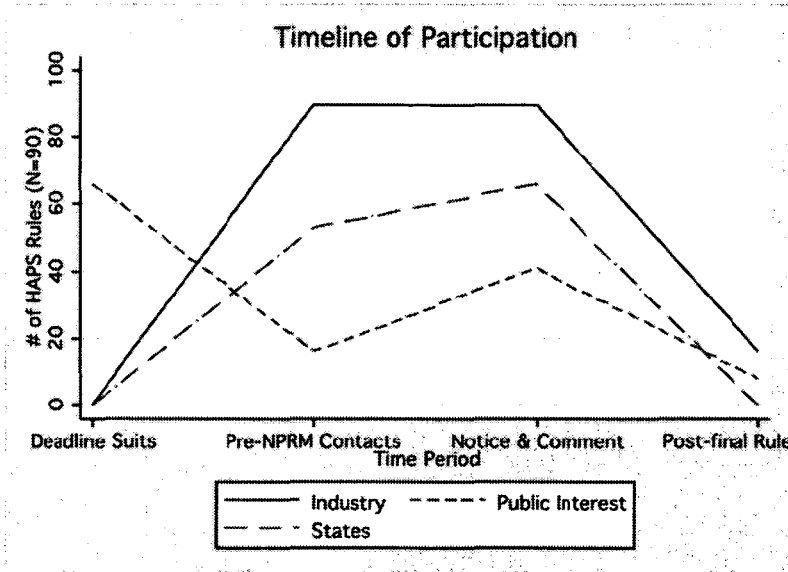 Timeline of Participation
100
80
60
40
20
0
# of HAPS Rules (N=90)
Deadline Suits Pre-NPRM Contacts Notice & Comment Post-final Rule
Time Period
Industry Public Interest
States